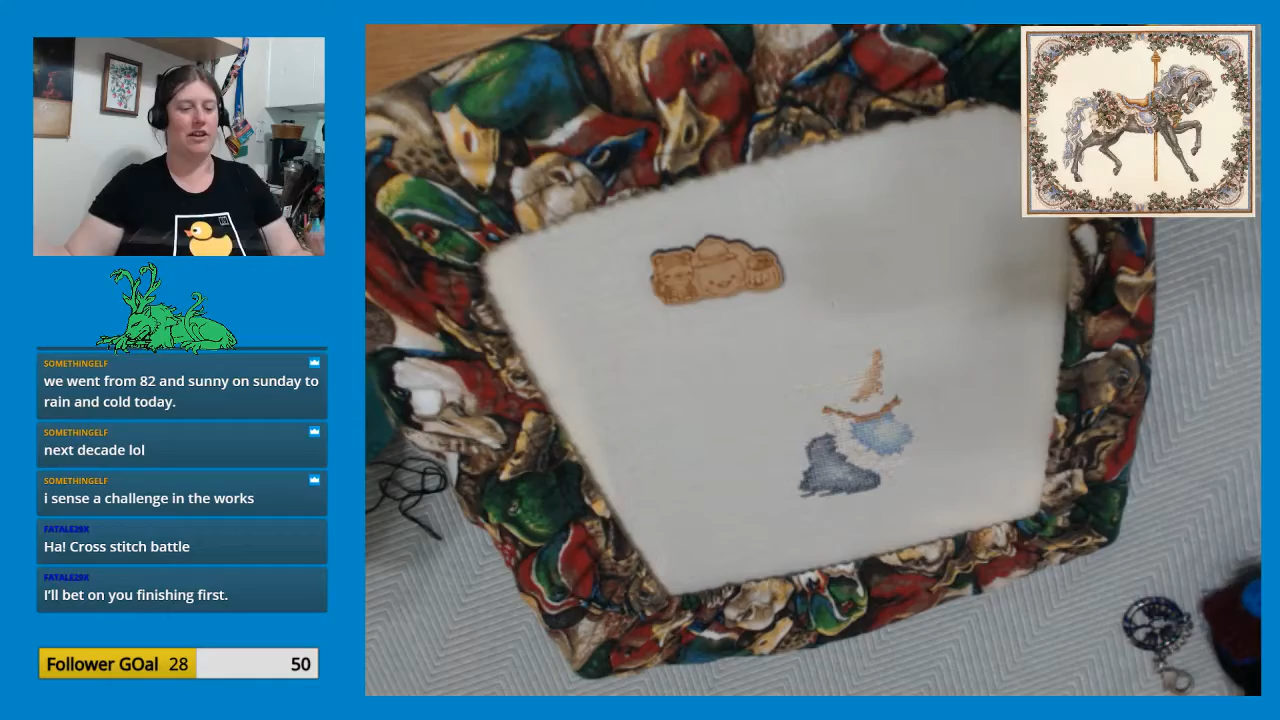 SOMETHINGELF
we went from 82 and sunny on sunday to
rain and cold today.
SOMETHINGELF
next decade lol
SOMETHINGELF
i sense a challenge in the works
FATALE29X
Ha! Cross stitch battle
FATALE29X
I'll bet on you finishing first.
Follower GOal 28 50